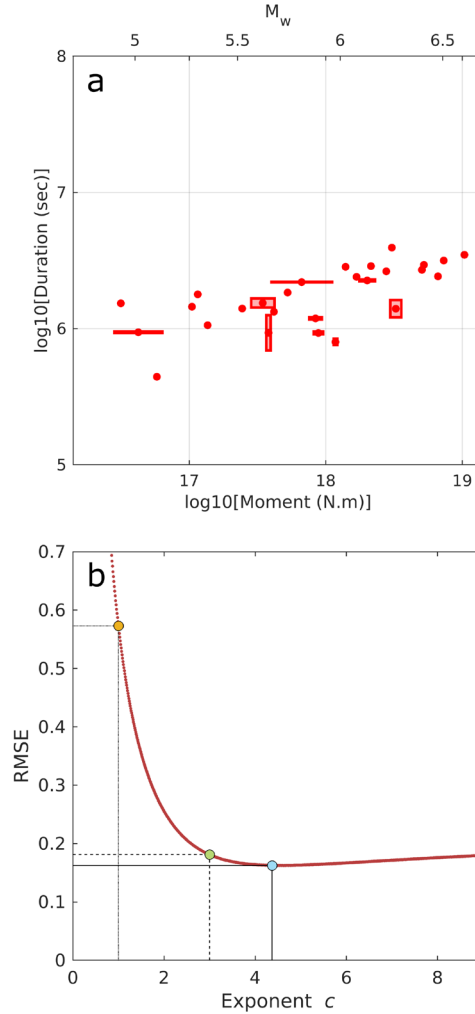 M_w
5 5.5 6 6.5
a
8
7
6
5
log10[Duration (sec)]
17 18 19
log10[Moment (N.m)]
b
0.7
0.6
0.5
0.4
0.3
0.2
0.1
0
RMSE
0 2 4 6 8
Exponent c